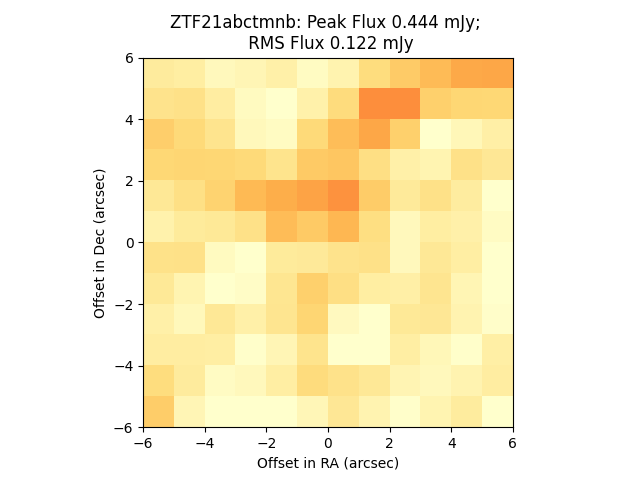 ZTF21abctmnb: Peak Flux 0.444 mJy;
RMS Flux 0.122 mJy
6
4
2
0
−2
−4
−6
Offset in Dec (arcsec)
−6 −4 −2 0 2 4 6
Offset in RA (arcsec)